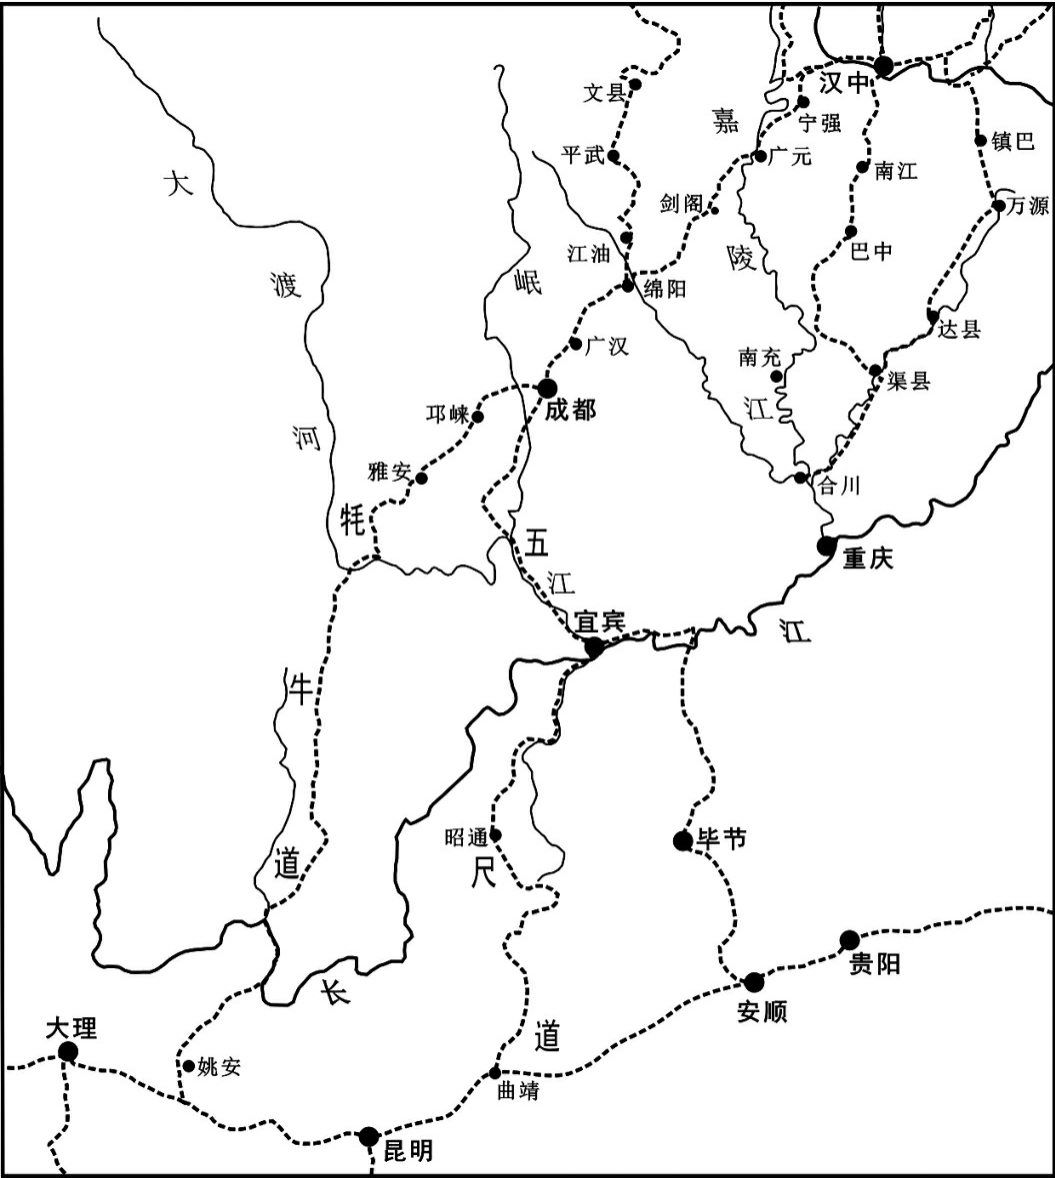 汉中
文县
嘉
宁强
镇巴
平武
广元
南江
大
剑阁
万源
江油
陵
巴中
渡
岷
绵阳
达县
广汉
南充
渠县
成都
江
邛崃
河
雅安
合川
牦
五
重庆
江
宜宾
江
牛
昭通
毕节
道
尺
贵阳
长
安顺
大理
道
姚安
曲靖
昆明